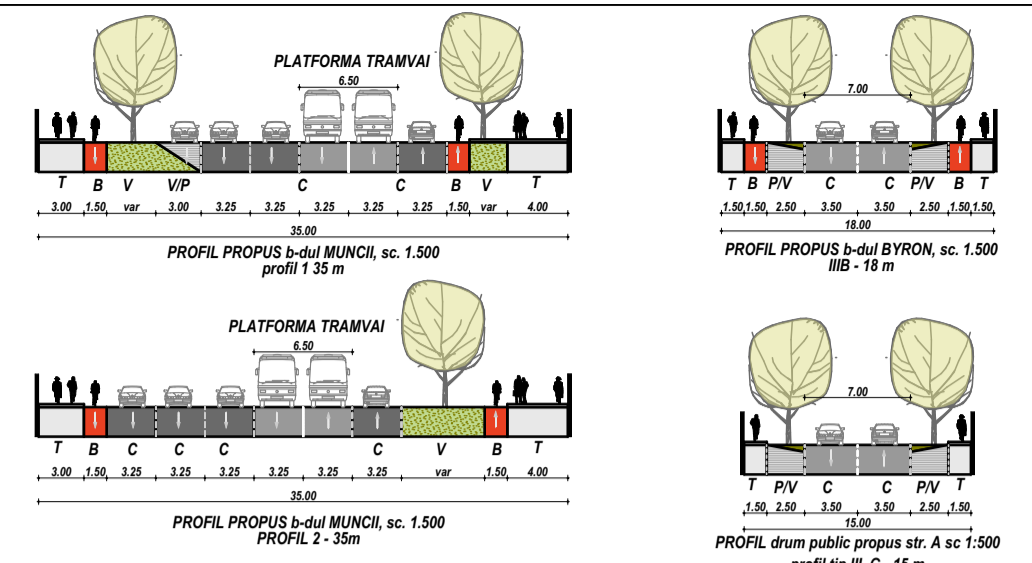 PLATFORMA TRAMVAI
6.50
T B V V/P C C B V T
3.00 1.50 var 3.00 3.25 3.25 3.25 3.25 3.25 1.50 var 4.00
35.00
PROFIL PROPUS b-dul MUNCII, sc. 1.500
profil 1 35 m
7.00
T B P/V C C P/V B T
1.50 1.50 2.50 3.50 3.50 2.50 1.50 1.50
18.00
PROFIL PROPUS b-dul BYRON, sc. 1.500
IIIB - 18 m
PLATFORMA TRAMVAI
6.50
T B C C C C V B T
3.00 1.50 3.25 3.25 3.25 3.25 3.25 3.25 var 1.50 4.00
35.00
PROFIL PROPUS b-dul MUNCII, sc. 1.500
PROFIL 2 - 35m
7.00
T P/V C C P/V T
1.50 2.50 3.50 3.50 2.50 1.50
15.00
PROFIL drum public propus str. A sc 1:500
profil tip III C - 15 m